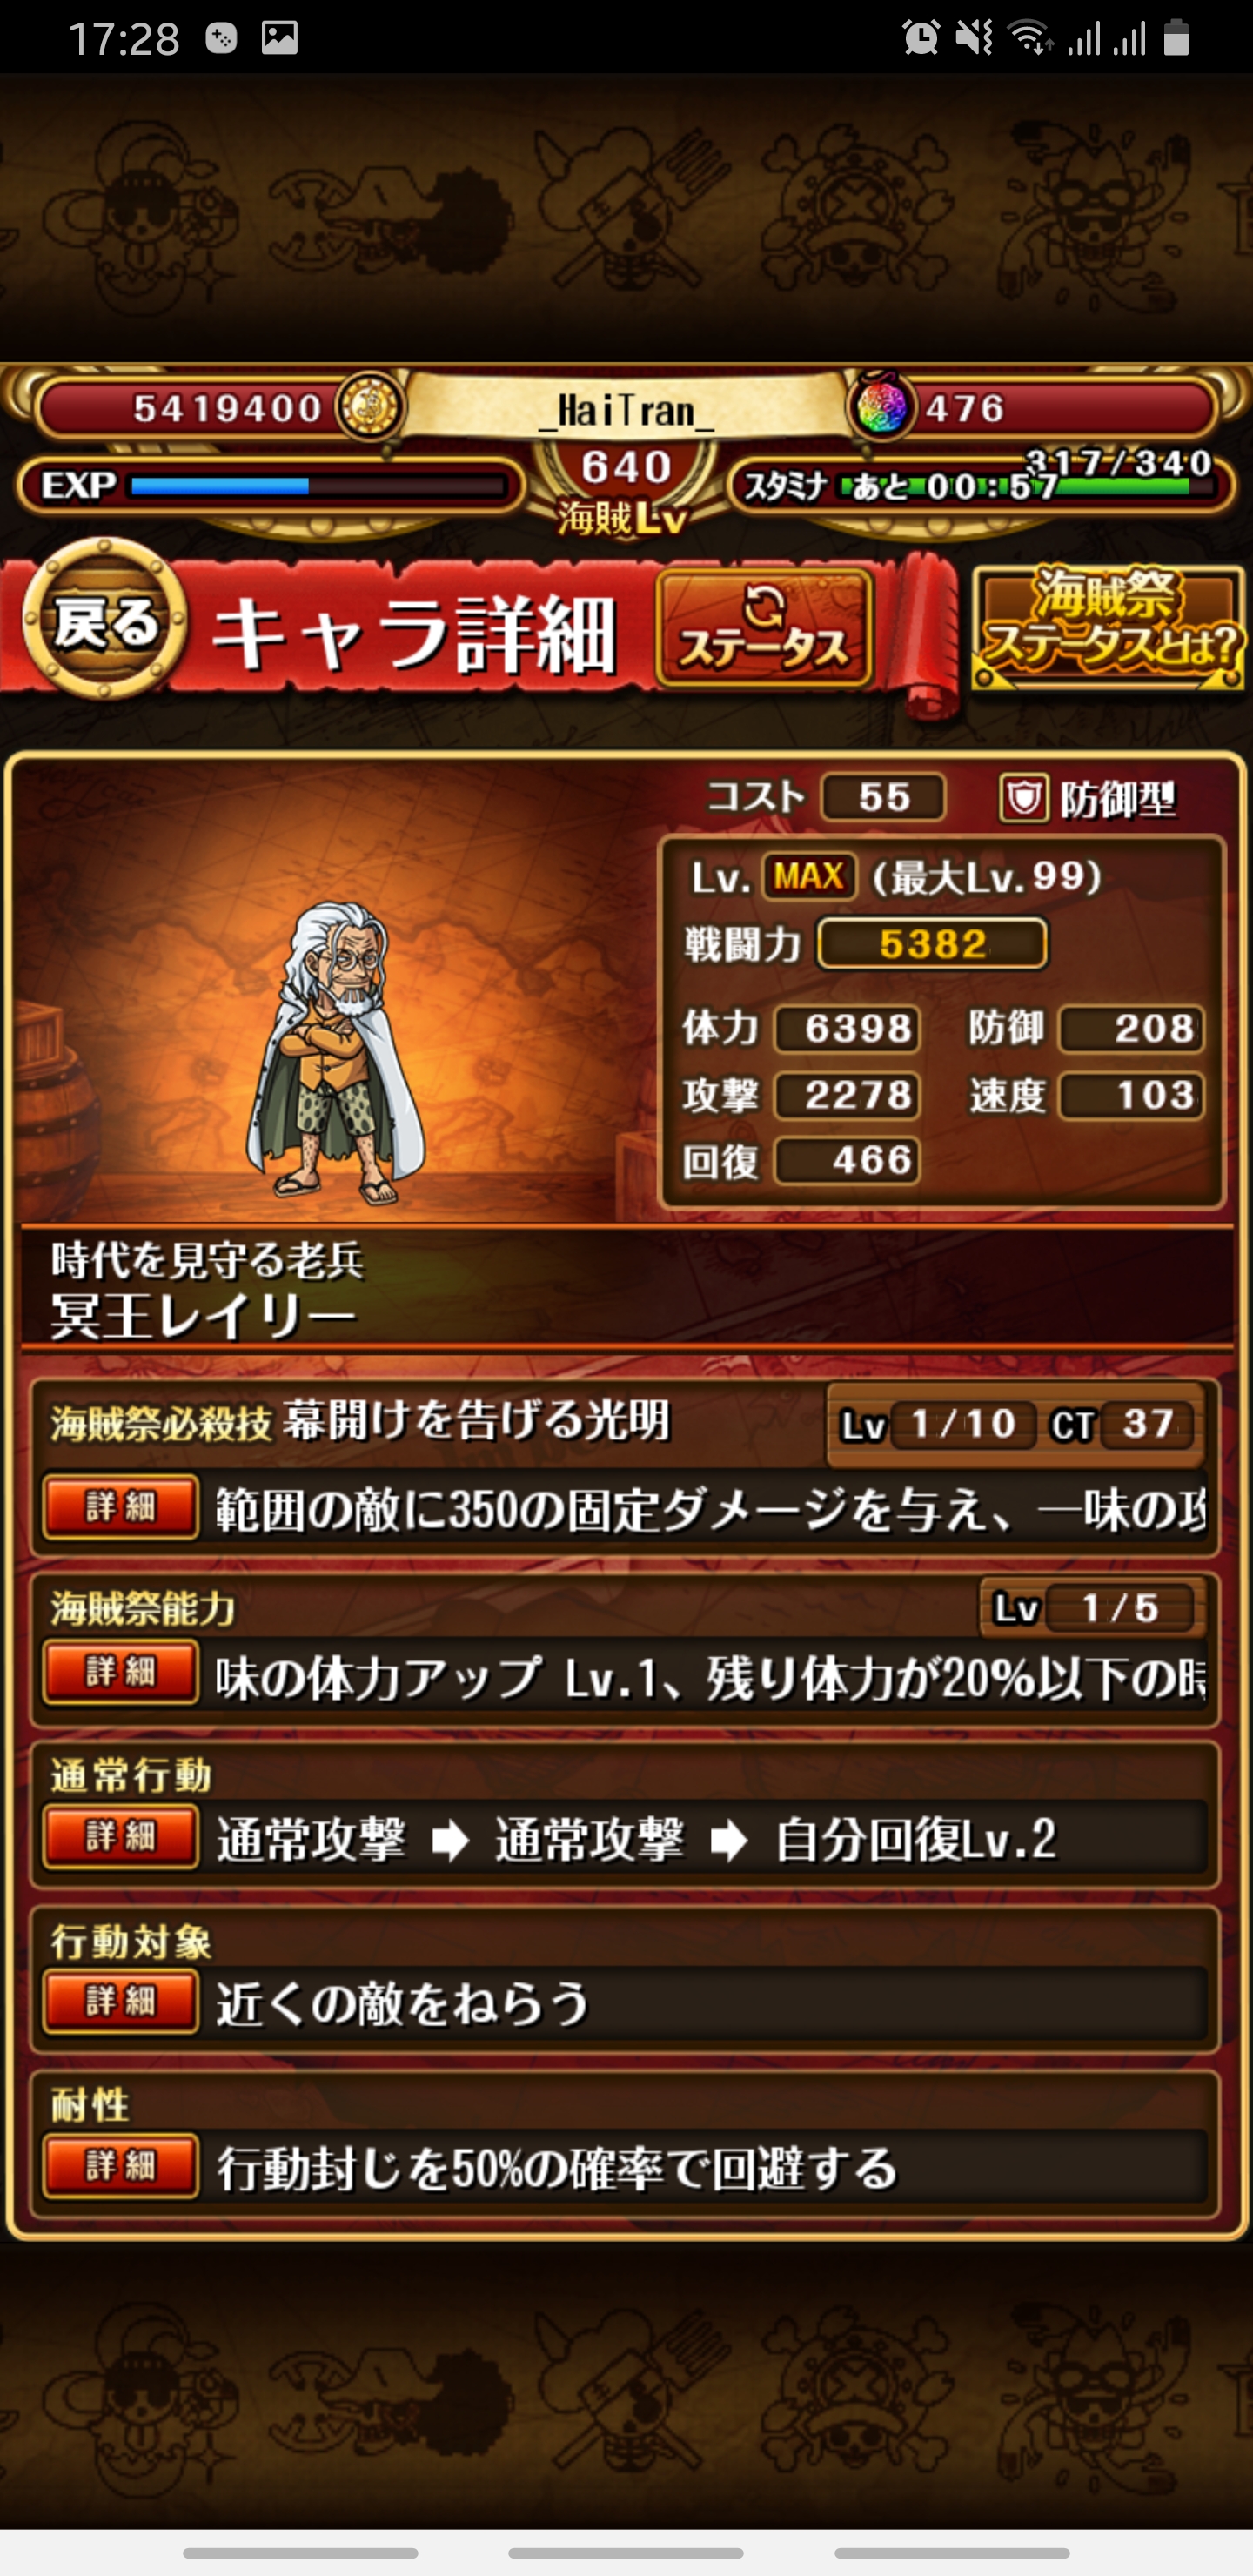 17:28
5419400 _HaiTran_ 476
EXP 640 スタミナ あと 00:57 317/340
海賊Lv
戻る キャラ詳細 ステータス 海賊祭ステータスとは?
コスト 55 防御型
Lv. MAX (最大Lv.99)
戦闘力 5382
体力 6398 防御 208
攻撃 2278 速度 103
回復 466
時代を見守る老兵
冥王レイリー
海賊祭必殺技 幕開けを告げる光明 Lv 1/10 CT 37
詳細 範囲の敵に350の固定ダメージを与え、一味の攻
海賊祭能力 Lv 1/5
詳細 味の体力アップ Lv.1、残り体力が20%以下の時
通常行動
詳細 通常攻撃 ➡ 通常攻撃 ➡ 自分回復Lv.2
行動対象
詳細 近くの敵をねらう
耐性
詳細 行動封じを50%の確率で回避する